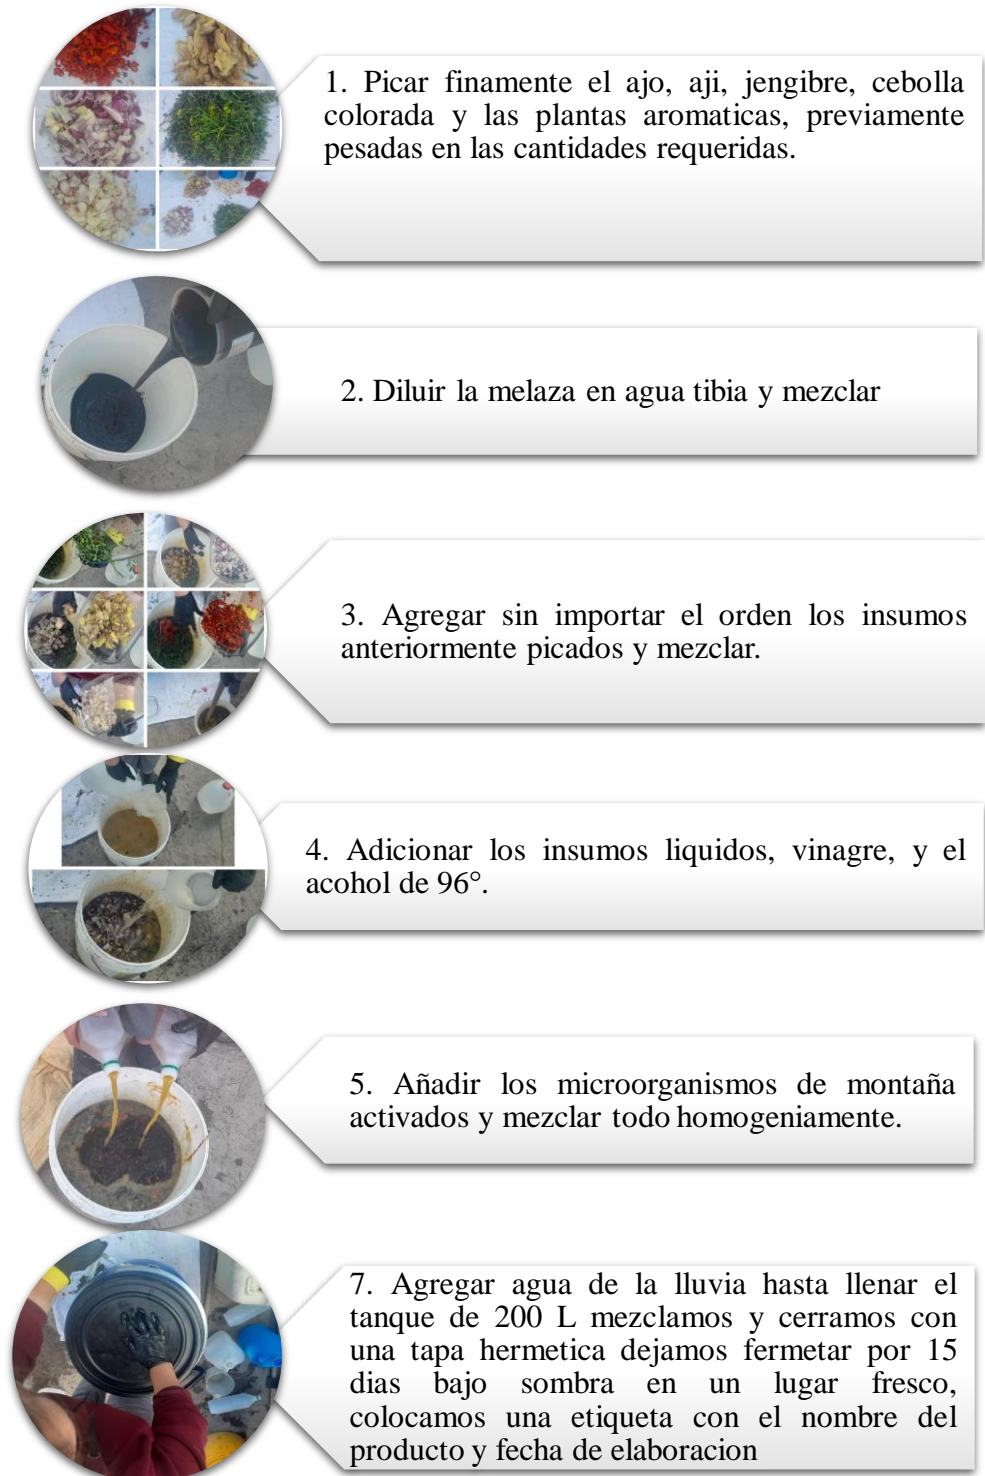 1. Picar finamente el ajo, aji, jengibre, cebolla
colorada y las plantas aromaticas, previamente
pesadas en las cantidades requeridas.
2. Diluir la melaza en agua tibia y mezclar
3. Agregar sin importar el orden los insumos
anteriormente picados y mezclar.
4. Adicionar los insumos liquidos, vinagre, y el
acohol de 96°.
5. Añadir los microorganismos de montaña
activados y mezclar todo homogeniamente.
7. Agregar agua de la lluvia hasta llenar el
tanque de 200 L mezclamos y cerramos con
una tapa hermetica dejamos fermetar por 15
dias bajo sombra en un lugar fresco,
colocamos una etiqueta con el nombre del
producto y fecha de elaboracion